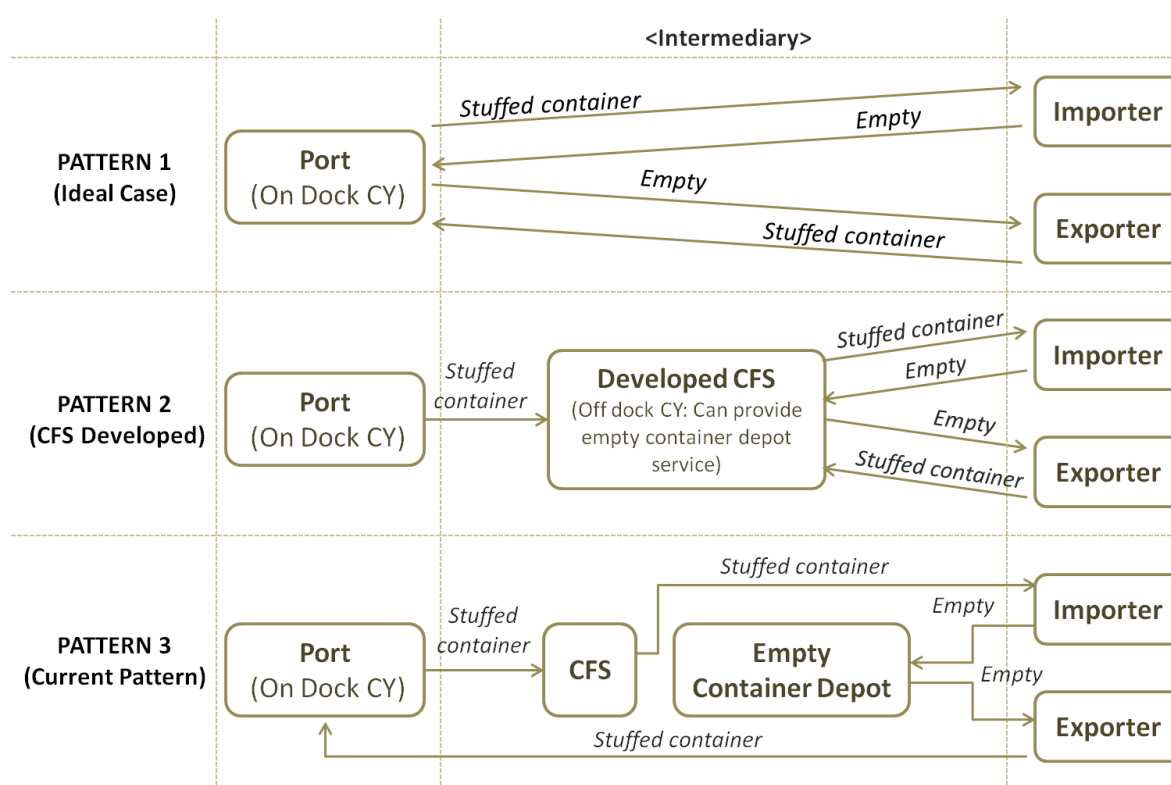 <Intermediary>
PATTERN 1
(Ideal Case)
Port
(On Dock CY)
Stuffed container
Empty
Empty
Stuffed container
Importer
Exporter
PATTERN 2
(CFS Developed)
Port
(On Dock CY)
Stuffed
container
Developed CFS
(Off dock CY: Can provide
empty container depot
service)
Stuffed container
Empty
Empty
Stuffed container
Importer
Exporter
PATTERN 3
(Current Pattern)
Port
(On Dock CY)
Stuffed
container
CFS
Stuffed container
Empty
Container Depot
Empty
Empty
Stuffed container
Importer
Exporter